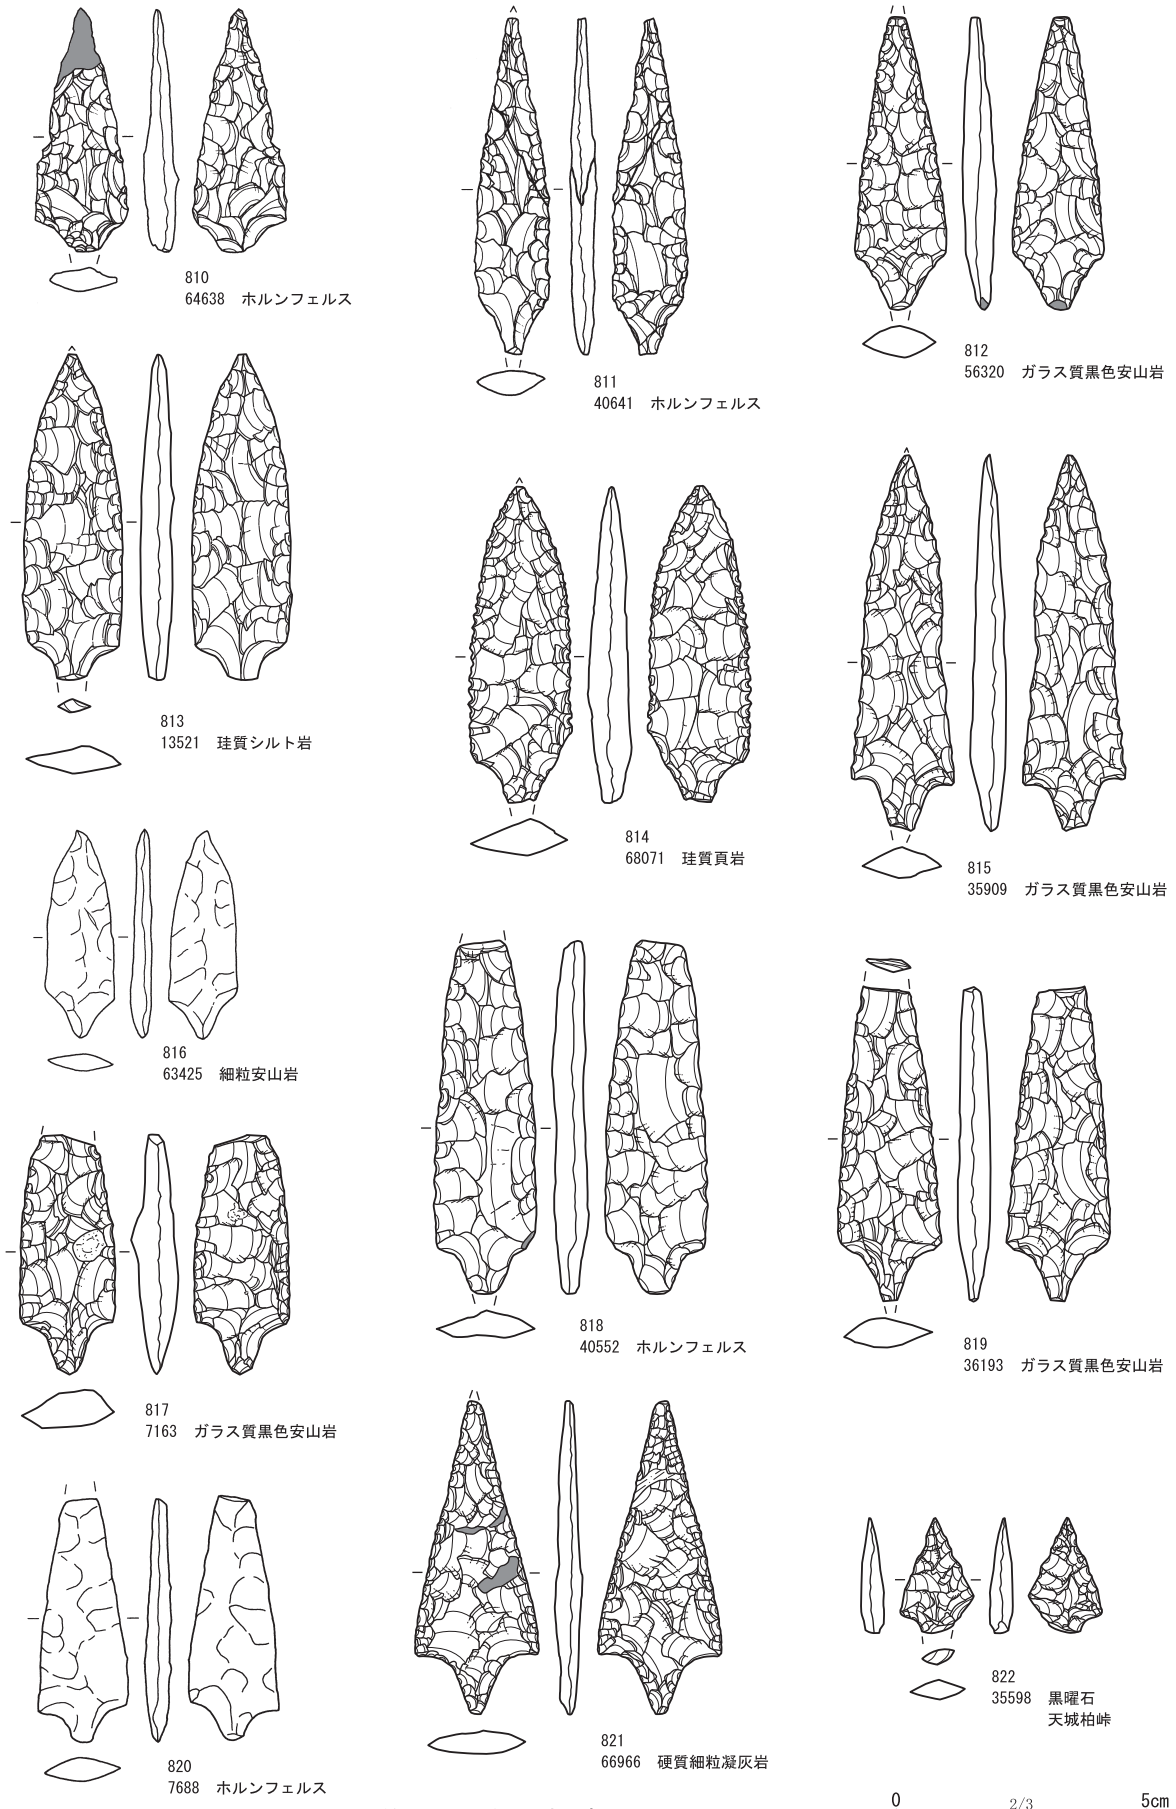 810
64638 ホルンフェルス
811
40641 ホルンフェルス
812
56320 ガラス質黒色安山岩
813
13521 珪質シルト岩
814
68071 珪質頁岩
815
35909 ガラス質黒色安山岩
816
63425 細粒安山岩
817
7163 ガラス質黒色安山岩
818
40552 ホルンフェルス
819
36193 ガラス質黒色安山岩
820
7688 ホルンフェルス
821
66966 硬質細粒凝灰岩
822
35598 黒曜石
天城柏峠
0 2/3 5cm